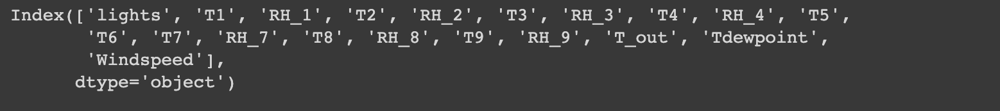 Index(['lights', 'T1', 'RH_1', 'T2', 'RH_2', 'T3', 'RH_3', 'T4', 'RH_4', 'T5',
       'T6', 'T7', 'RH_7', 'T8', 'RH_8', 'T9', 'RH_9', 'T_out', 'Tdewpoint',
       'Windspeed'],
      dtype='object')